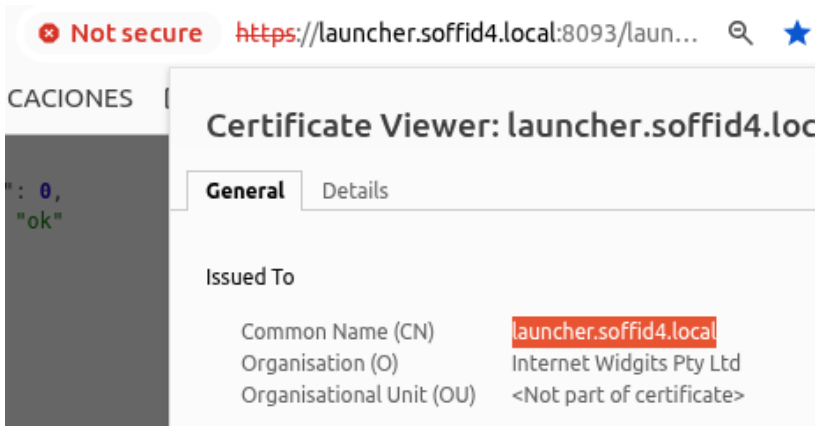 Not secure https://launcher.soffid4.local:8093/laun...
CACIONES
Certificate Viewer: launcher.soffid4.loc
": 0,
"ok"
General Details
Issued To
Common Name (CN) launcher.soffid4.local
Organisation (O) Internet Widgits Pty Ltd
Organisational Unit (OU) <Not part of certificate>